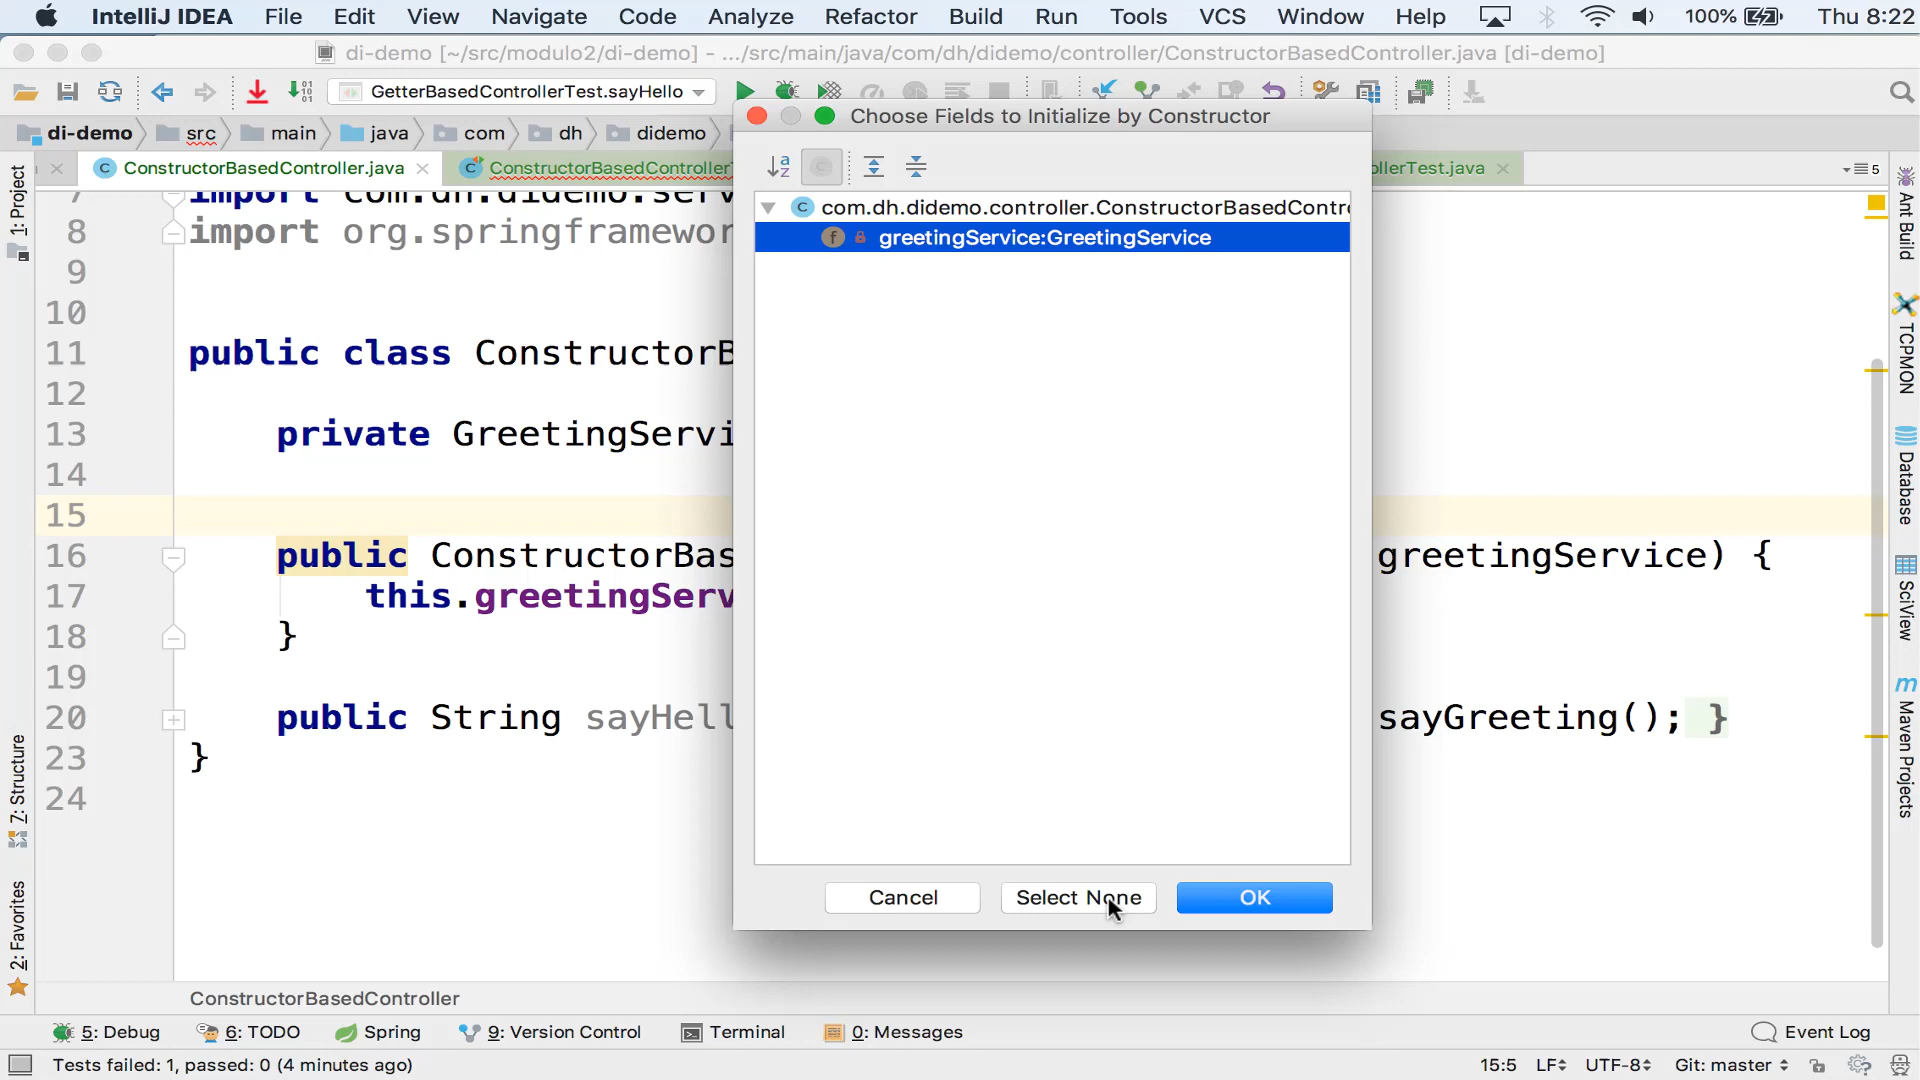 IntelliJ IDEA File Edit View Navigate Code Analyze Refactor Build Run Tools VCS Window Help 100% Thu 8:22
di-demo [~/src/modulo2/di-demo] - .../src/main/java/com/dh/didemo/controller/ConstructorBasedController.java [di-demo]
GetterBasedControllerTest.sayHello
Choose Fields to Initialize by Constructor
di-demo src main java com dh didemo
ConstructorBasedController.java ConstructorBasedController llerTest.java 5
com.dh.didemo.controller.ConstructorBasedContr
greetingService:GreetingService
7 import com.dh.didemo.serv
8 import org.springframewor
9
10
11 public class ConstructorB
12
13 private GreetingServi
14
15
16 public ConstructorBas greetingService) {
17 this.greetingServ
18 }
19
20 public String sayHell sayGreeting(); }
23 }
24
Cancel Select None OK
ConstructorBasedController
1: Project
7: Structure
2: Favorites
Ant Build
TCPMON
Database
SciView
m Maven Projects
5: Debug 6: TODO Spring 9: Version Control Terminal 0: Messages Event Log
Tests failed: 1, passed: 0 (4 minutes ago) 15:5 LF UTF-8 Git: master